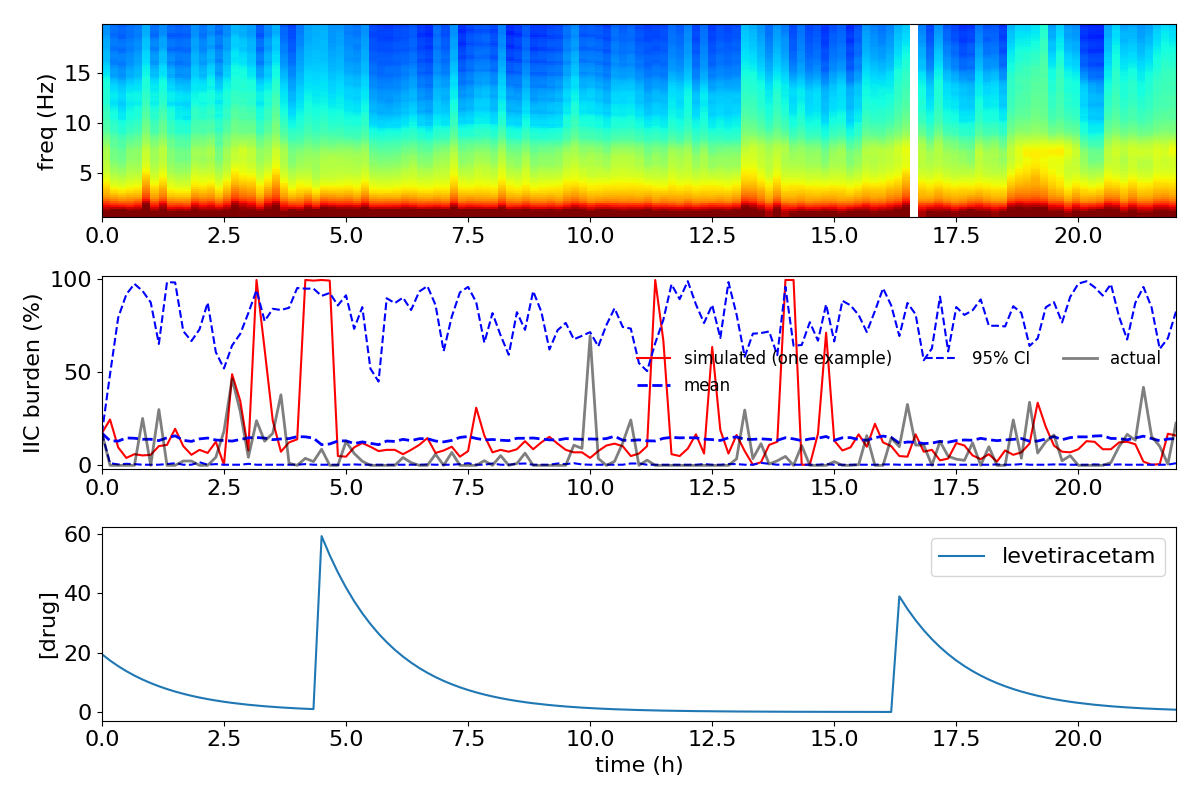 freq (Hz)
15
10
5
0.0 2.5 5.0 7.5 10.0 12.5 15.0 17.5 20.0
IIC burden (%)
100
50
0
simulated (one example) 95% CI actual
mean
0.0 2.5 5.0 7.5 10.0 12.5 15.0 17.5 20.0
[drug]
60
40
20
0
levetiracetam
0.0 2.5 5.0 7.5 10.0 12.5 15.0 17.5 20.0
time (h)